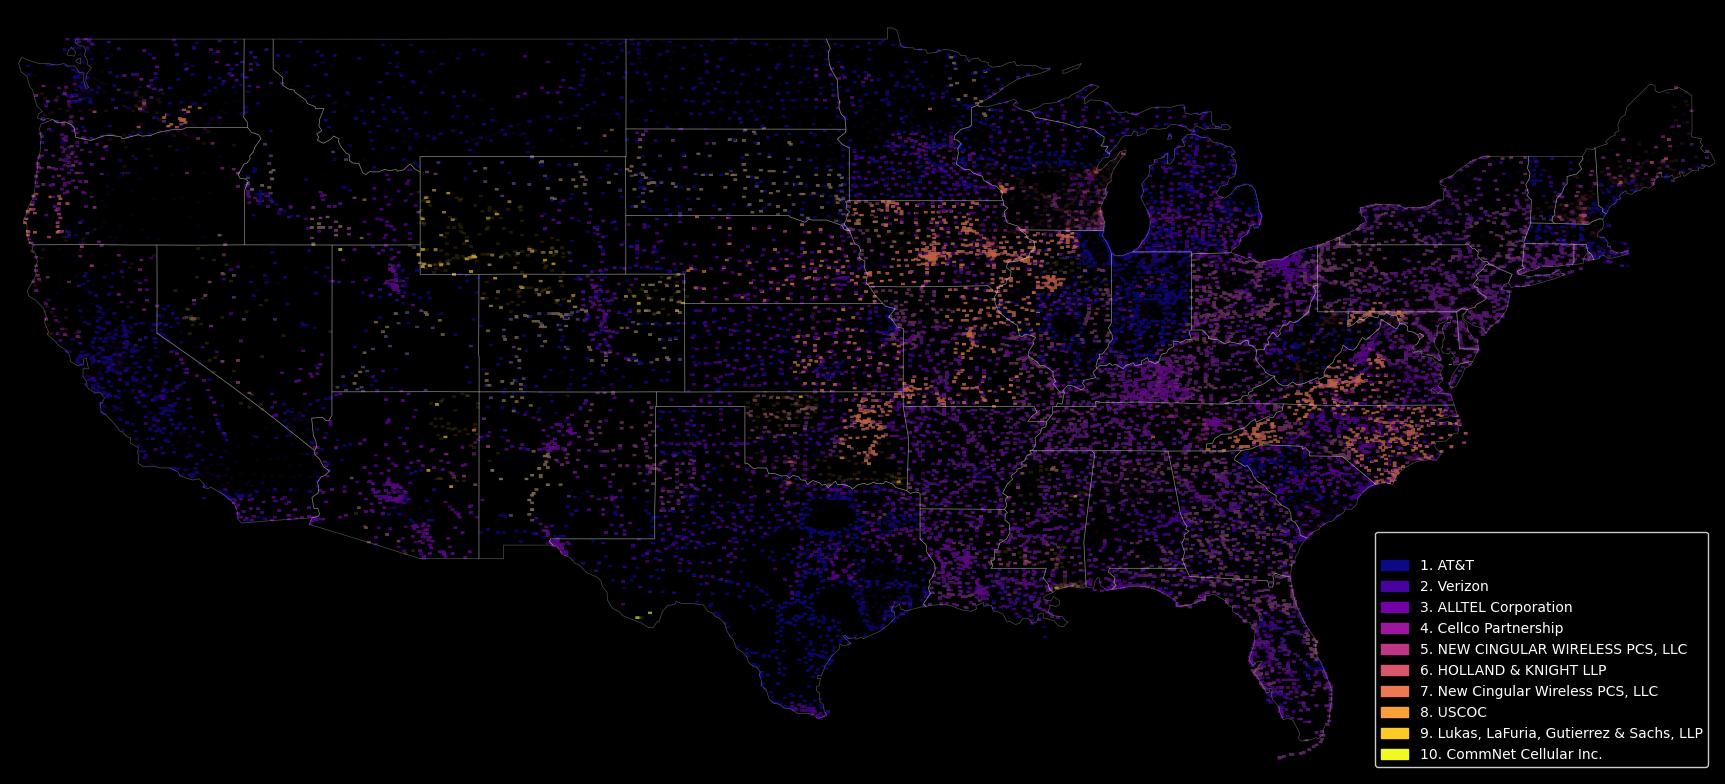 1. AT&T
2. Verizon
3. ALLTEL Corporation
4. Cellco Partnership
5. NEW CINGULAR WIRELESS PCS, LLC
6. HOLLAND & KNIGHT LLP
7. New Cingular Wireless PCS, LLC
8. USCOC
9. Lukas, LaFuria, Gutierrez & Sachs, LLP
10. CommNet Cellular Inc.